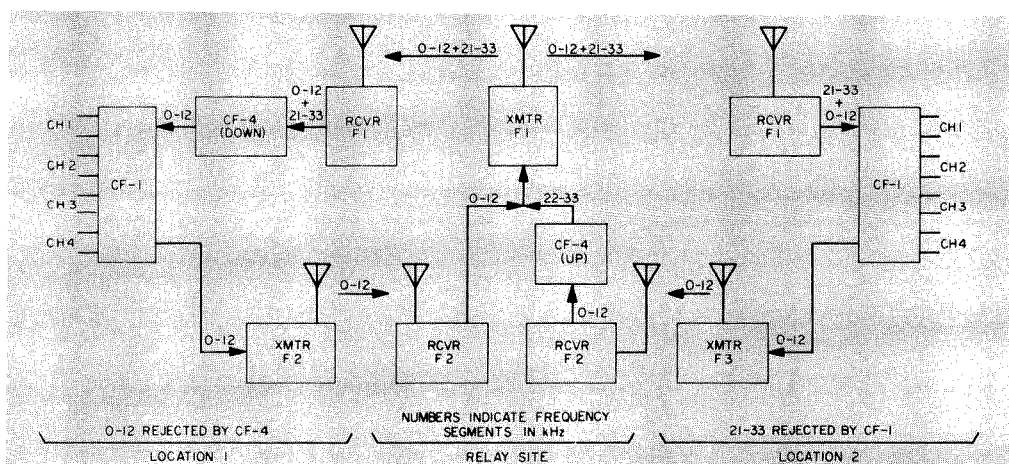 0-12+21-33
0-12+21-33
CH.1
CH.2
CH.3
CH4
CF-1
0-12
CF-4
(DOWN)
0-12
+
21-33
RCVR
F1
XMTR
F1
RCVR
F1
21-33
+
0-12
CF-1
CH.1
CH.2
CH.3
CH4
0-12
22-33
CF-4
(UP)
0-12
0-12
XMTR
F2
0-12
RCVR
F2
RCVR
F2
0-12
XMTR
F3
0-12
NUMBERS INDICATE FREQUENCY
SEGMENTS IN kHz
0-12 REJECTED BY CF-4
21-33 REJECTED BY CF-1
LOCATION 1
RELAY SITE
LOCATION 2